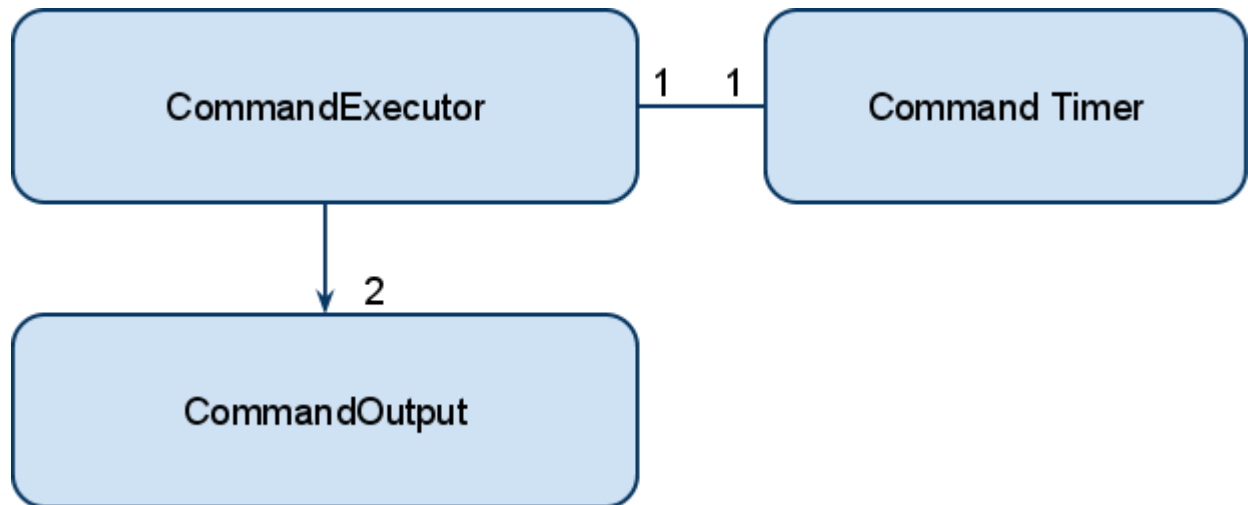 CommandExecutor
1 1
Command Timer
2
CommandOutput